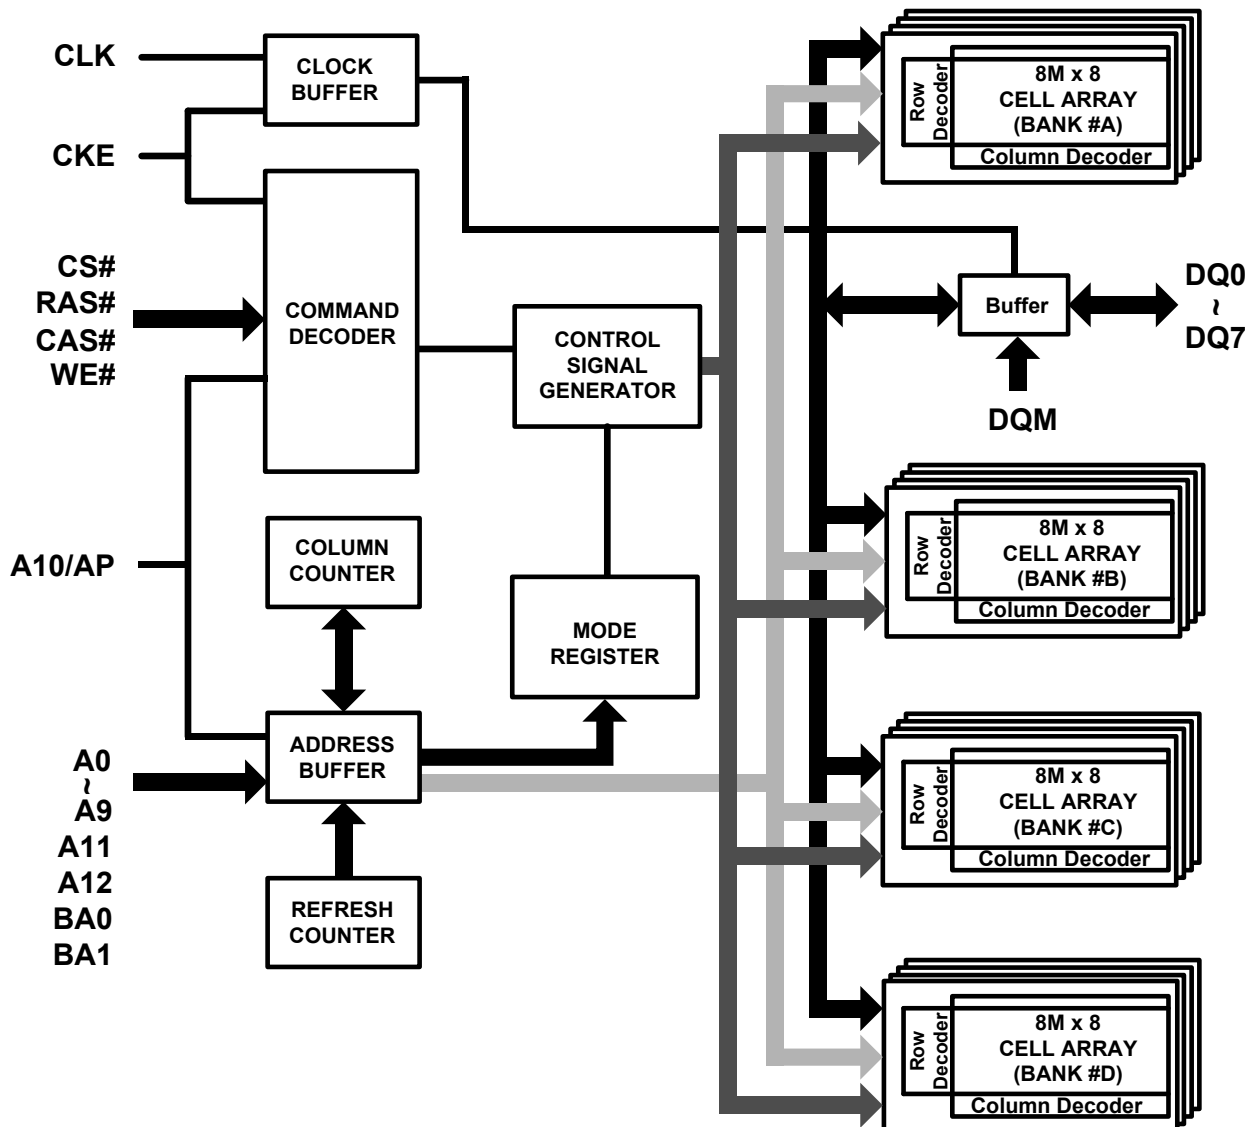 CLK
CKE
CS#
RAS#
CAS#
WE#
A10/AP
A0
~
A9
A11
A12
BA0
BA1
CLOCK
BUFFER
COMMAND
DECODER
COLUMN
COUNTER
ADDRESS
BUFFER
REFRESH
COUNTER
CONTROL
SIGNAL
GENERATOR
MODE
REGISTER
Row
Decoder
8M x 8
CELL ARRAY
(BANK #A)
Column Decoder
Buffer
DQ0
~
DQ7
DQM
Row
Decoder
8M x 8
CELL ARRAY
(BANK #B)
Column Decoder
Row
Decoder
8M x 8
CELL ARRAY
(BANK #C)
Column Decoder
Row
Decoder
8M x 8
CELL ARRAY
(BANK #D)
Column Decoder